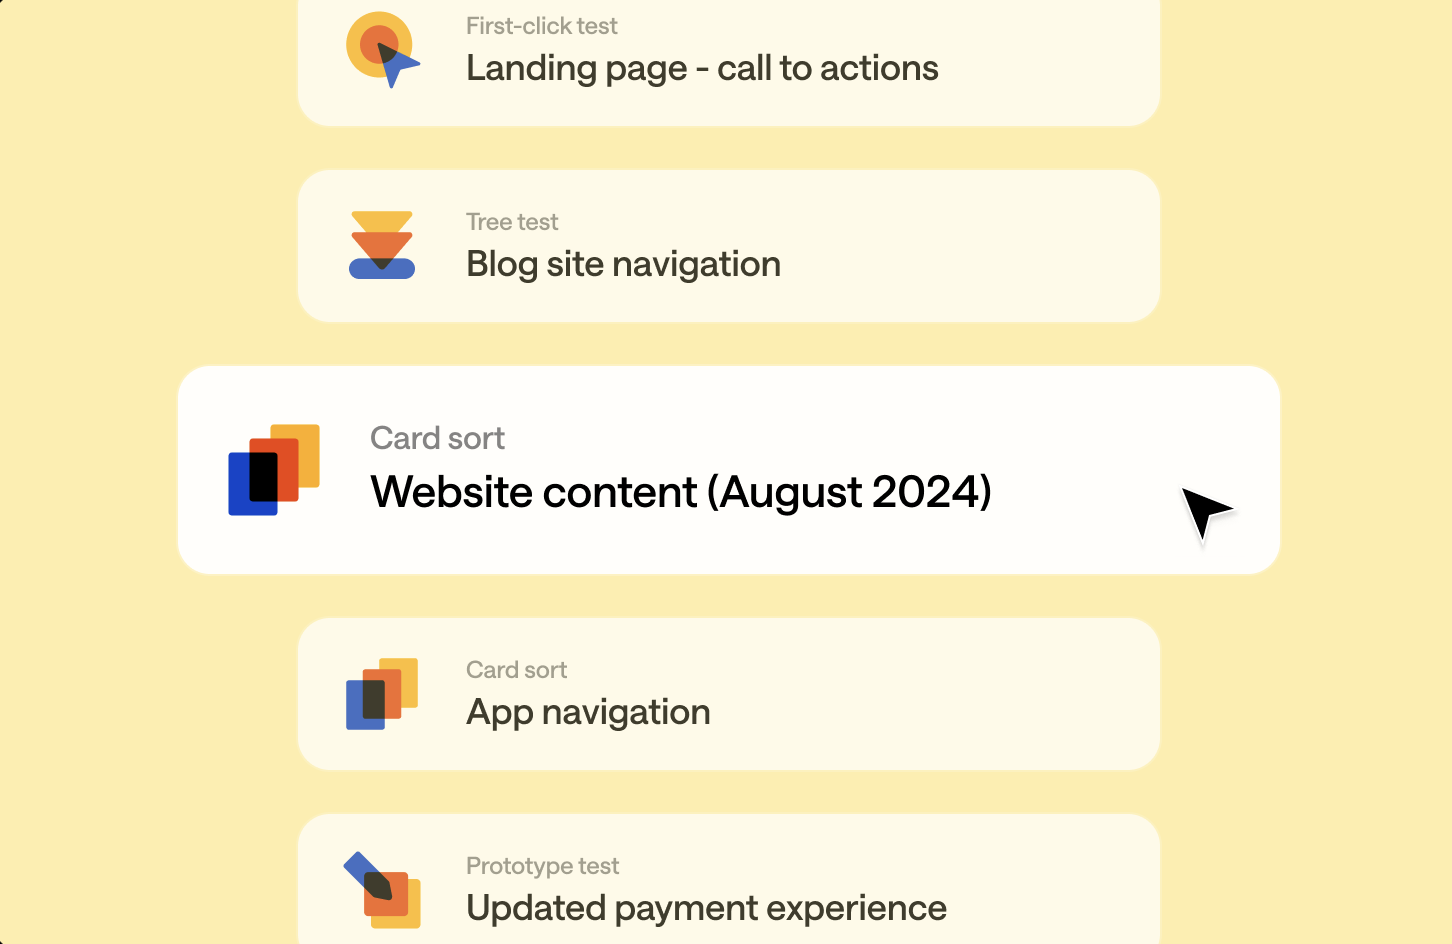 First-click test
Landing page - call to actions
Tree test
Blog site navigation
Card sort
Website content (August 2024)
Card sort
App navigation
Prototype test
Updated payment experience